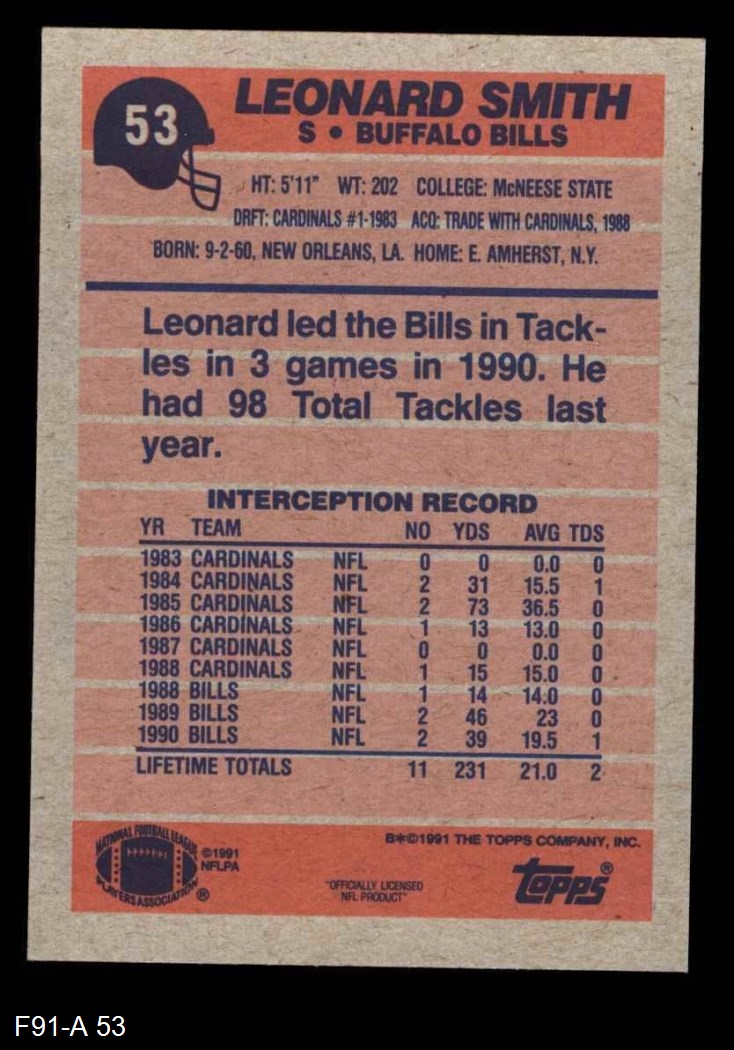 53
LEONARD SMITH
S • BUFFALO BILLS
HT: 5'11" WT: 202 COLLEGE: McNEESE STATE
DRFT: CARDINALS #1-1983 ACQ: TRADE WITH CARDINALS, 1988
BORN: 9-2-60, NEW ORLEANS, LA. HOME: E. AMHERST, N.Y.
Leonard led the Bills in Tack-
les in 3 games in 1990. He
had 98 Total Tackles last
year.
INTERCEPTION RECORD
YR TEAM NO YDS AVG TDS
1983 CARDINALS NFL 0 0 0.0 0
1984 CARDINALS NFL 2 31 15.5 1
1985 CARDINALS NFL 2 73 36.5 0
1986 CARDINALS NFL 1 13 13.0 0
1987 CARDINALS NFL 0 0 0.0 0
1988 CARDINALS NFL 1 15 15.0 0
1988 BILLS NFL 1 14 14.0 0
1989 BILLS NFL 2 46 23 0
1990 BILLS NFL 2 39 19.5 1
LIFETIME TOTALS 11 231 21.0 2
NATIONAL FOOTBALL LEAGUE
PLAYERS ASSOCIATION ®
©1991
NFLPA
B*©1991 THE TOPPS COMPANY, INC.
"OFFICIALLY LICENSED
NFL PRODUCT"
topps®
F91-A 53